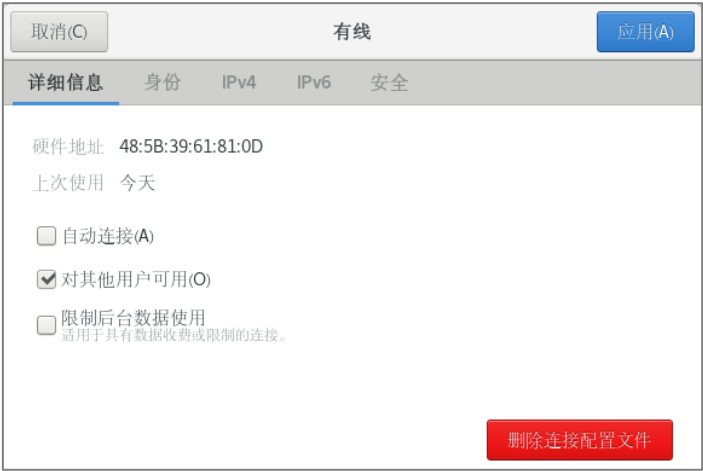 取消(C) 有线 应用(A)
详细信息 身份 IPv4 IPv6 安全
硬件地址 48:5B:39:61:81:0D
上次使用 今天
自动连接(A)
对其他用户可用(O)
限制后台数据使用
适用于具有数据收费或限制的连接。
删除连接配置文件